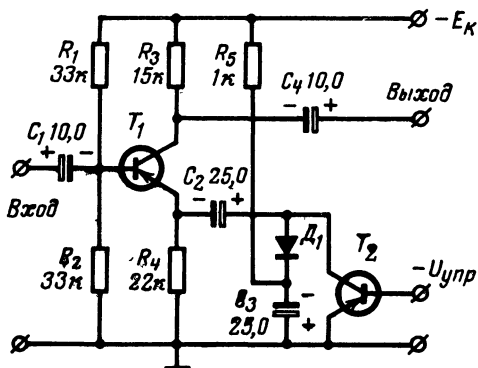 R1 33к
R3 15к
R5 1к
- Eк
C4 10,0
- +
Выход
T1
C1 10,0
+ -
C2 25,0
- +
Вход
Д1
T2
- Uупр
R2 33к
R4 22к
C3 25,0
-
+